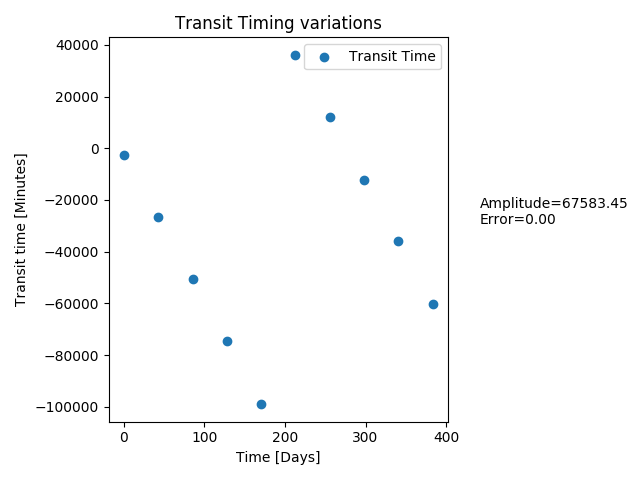 Transit Timing variations
Transit Time
Transit time [Minutes]
40000
20000
0
−20000
−40000
−60000
−80000
−100000
0
100
200
300
400
Time [Days]
Amplitude=67583.45
Error=0.00